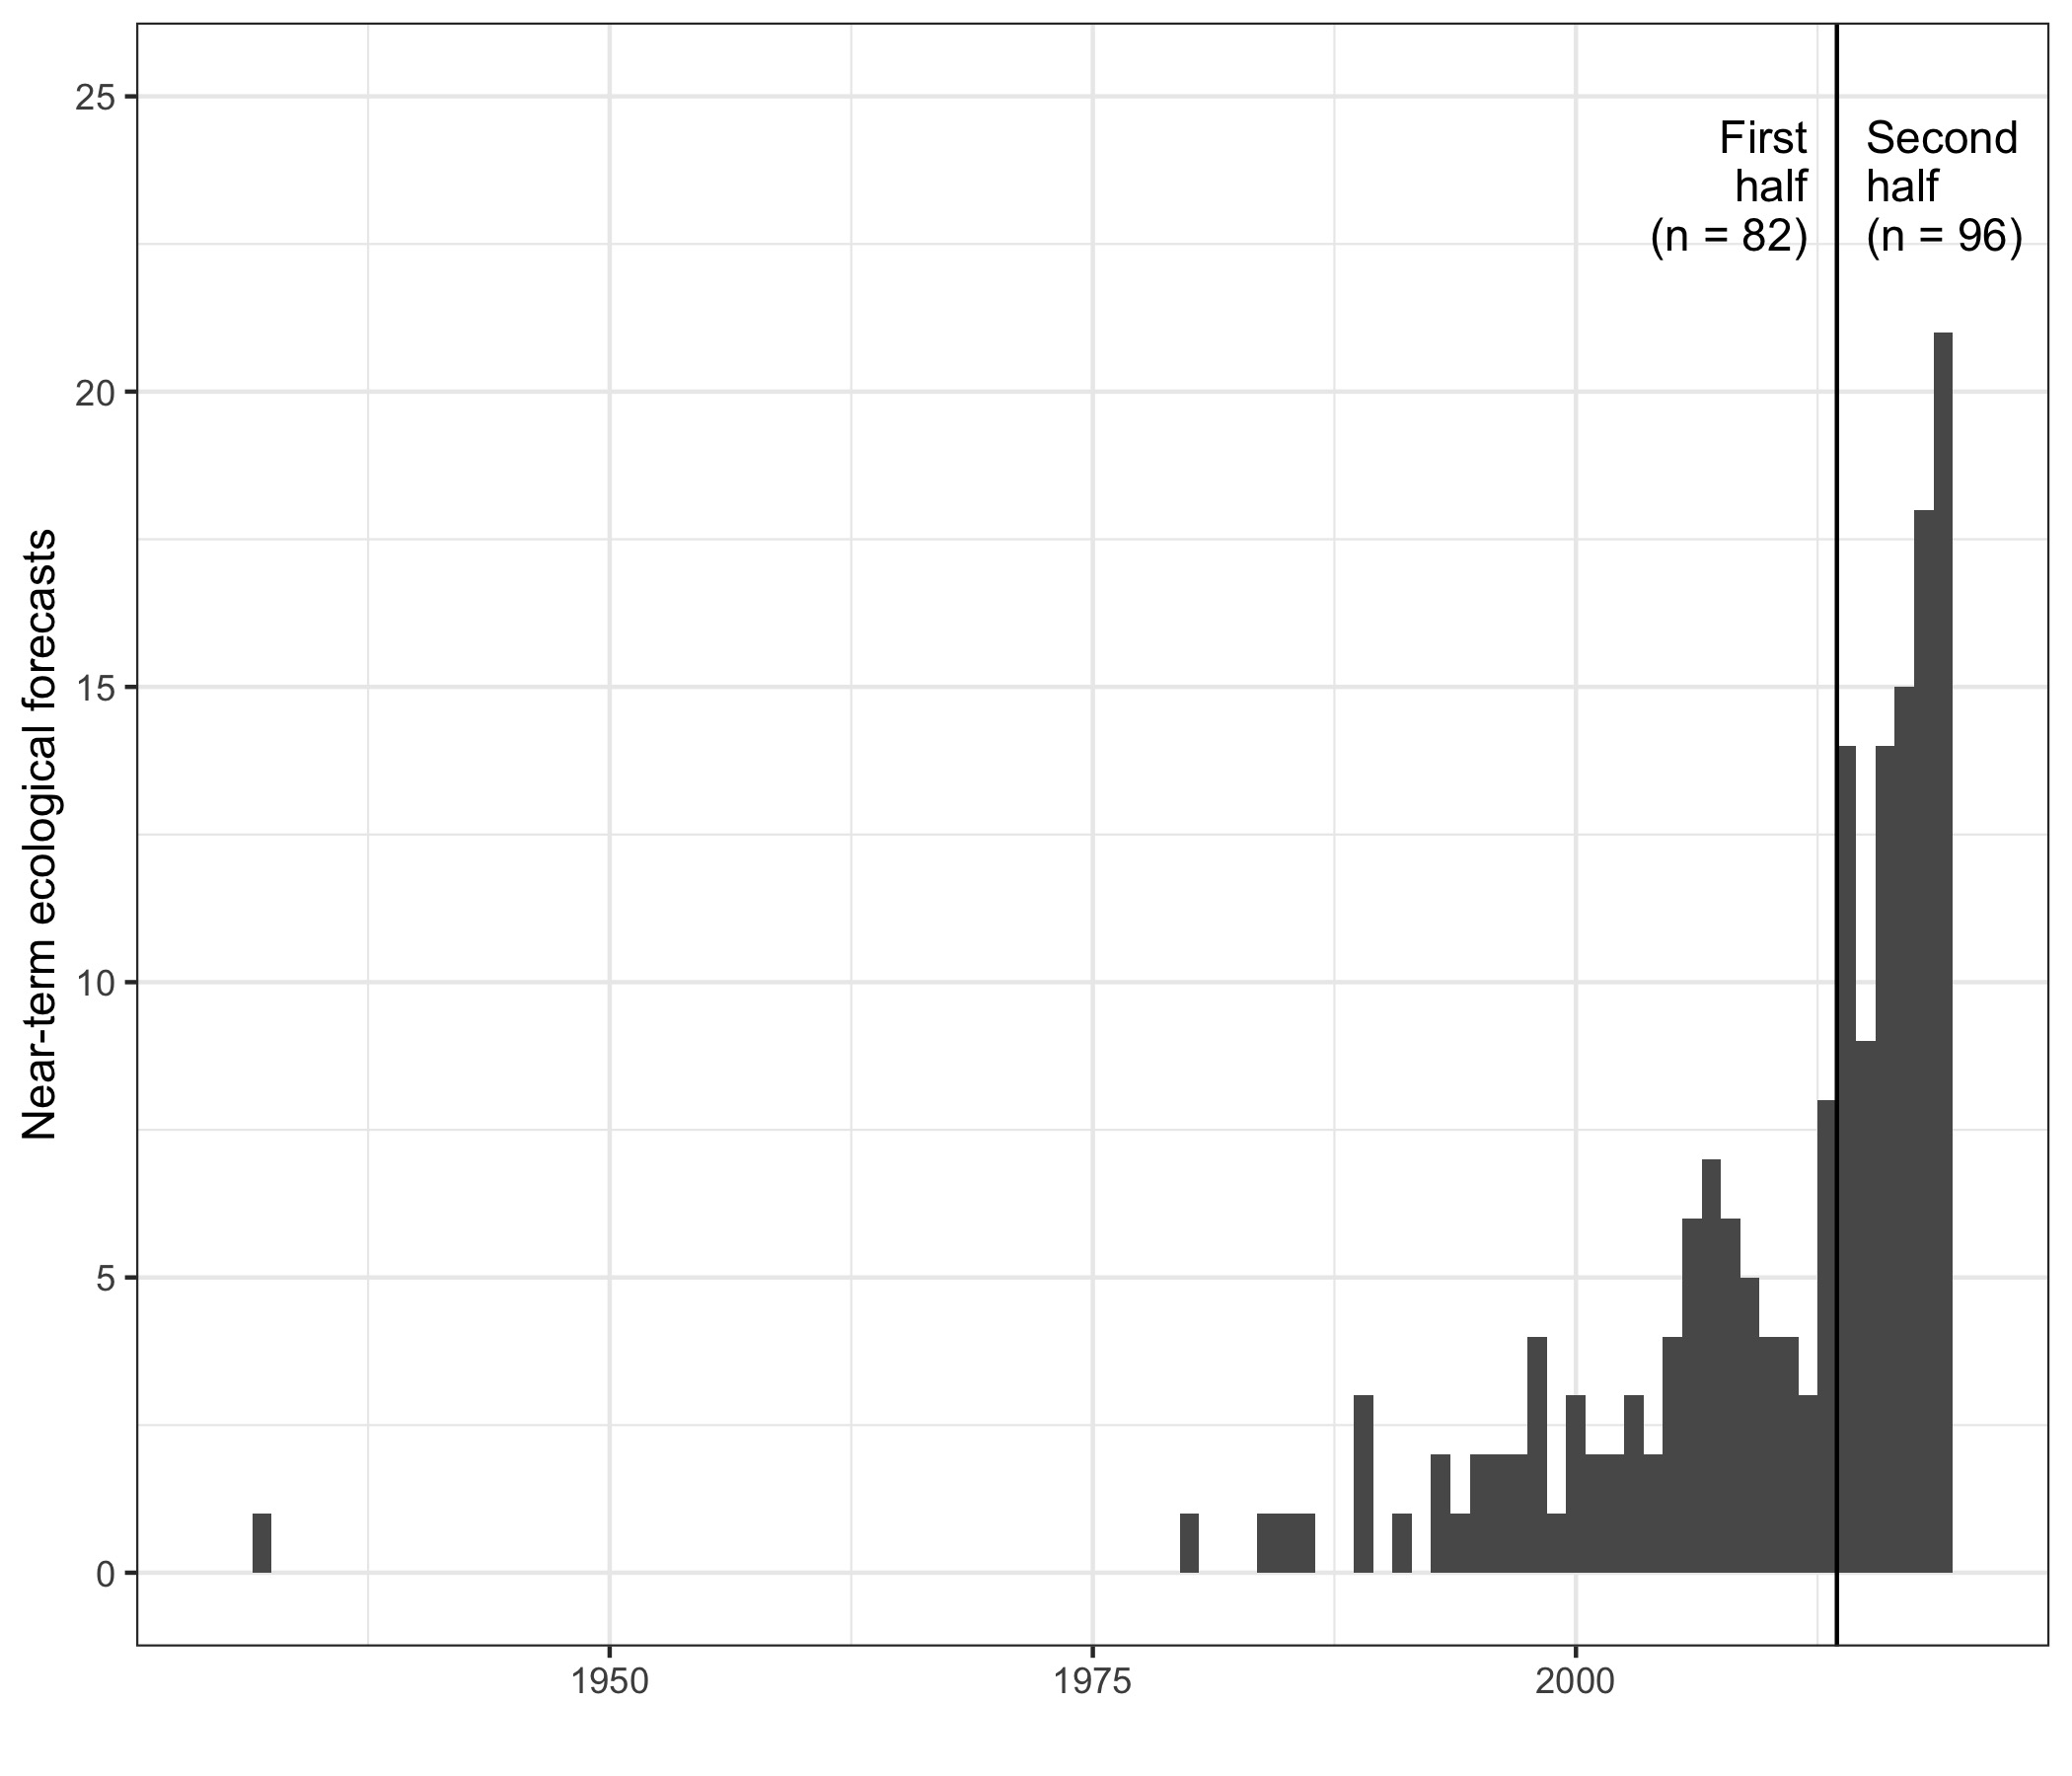 25
20
15
10
5
0
Near-term ecological forecasts
First
half
(n = 82)
Second
half
(n = 96)
1950
1975
2000